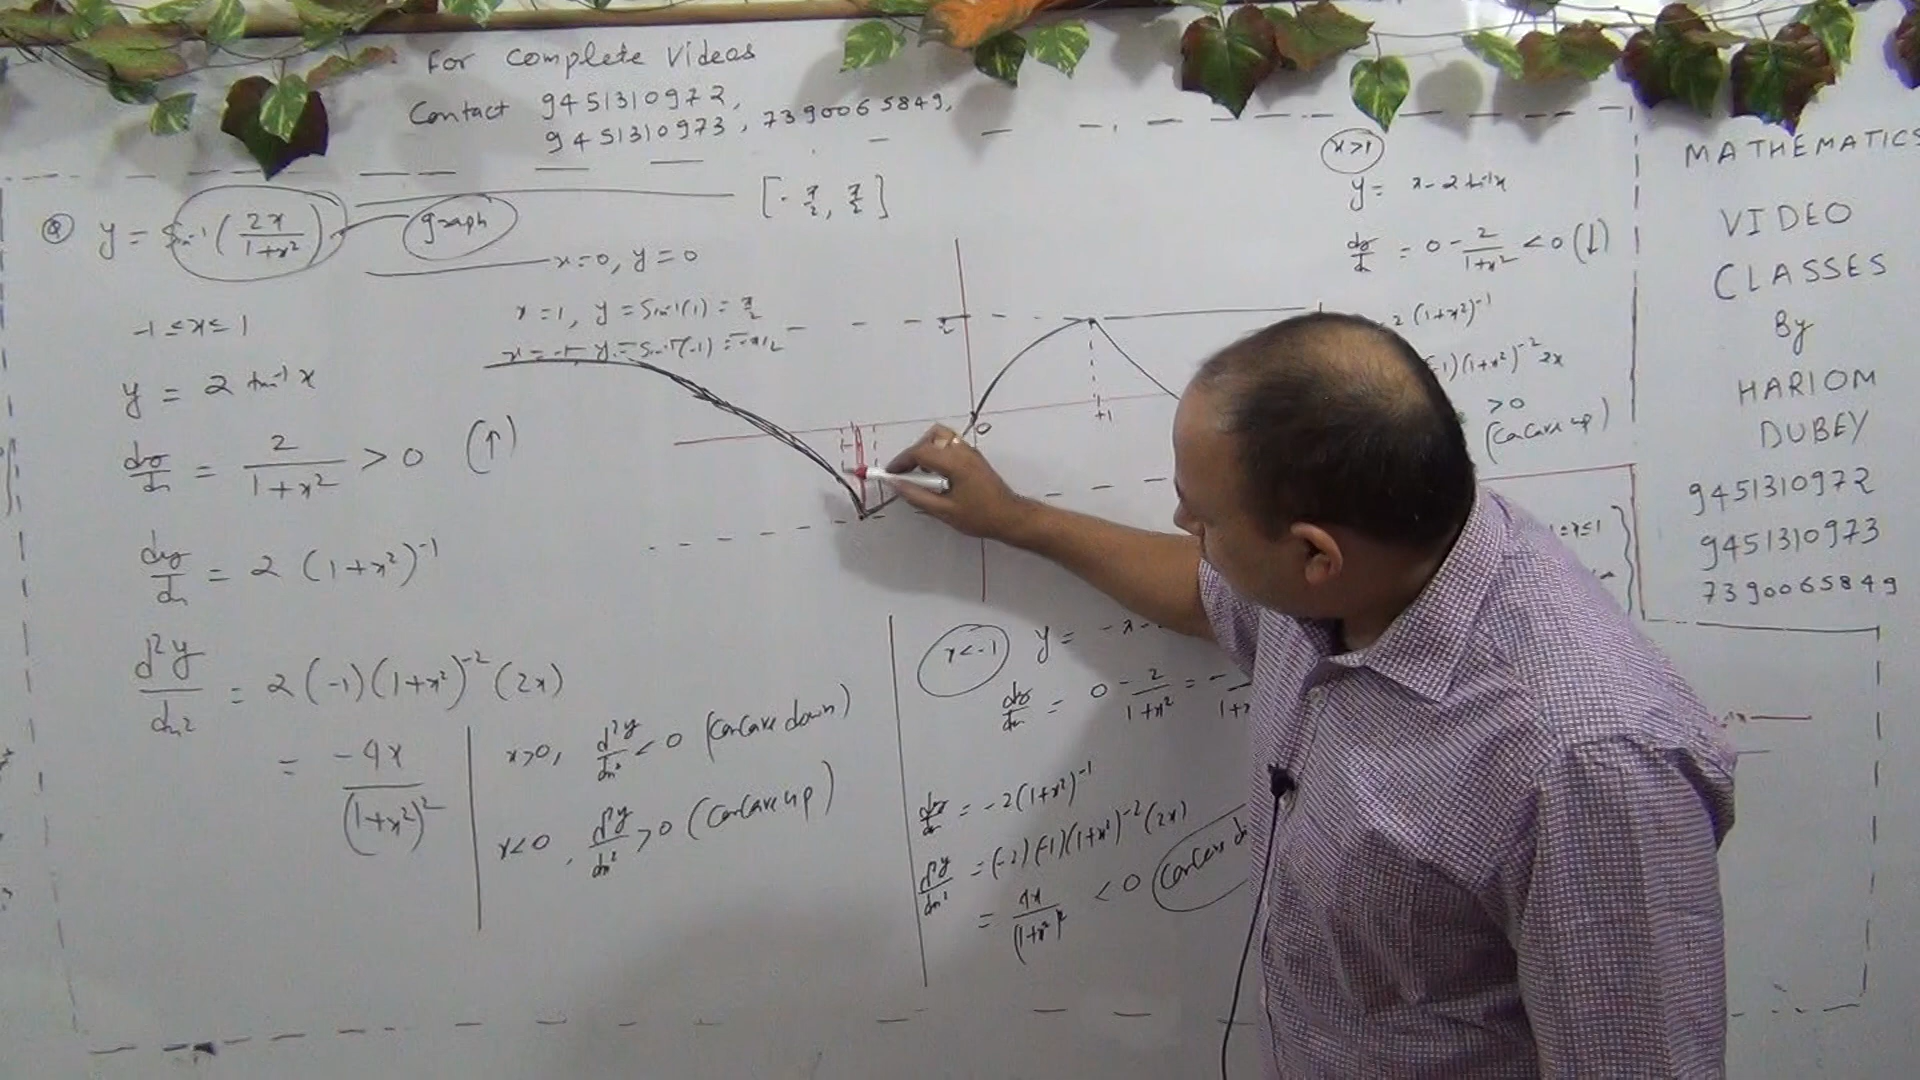 For Complete Videos
Contact 9451310972,
9451310973, 7390065849,
Q y = Sin⁻¹(2x/1+x²) graph
[-π/2, π/2]
x=0, y=0
-1≤x≤1
x=1, y=Sin⁻¹(1)=π/2
x=-1, y=Sin⁻¹(-1)=-π/2
y = 2 tan⁻¹x
dy/dx = 2/1+x² > 0 (↑)
dy/dx = 2(1+x²)⁻¹
d²y/dx² = 2(-1)(1+x²)⁻²(2x)
= -4x/(1+x²)²
x>0, d²y/dx² < 0 (Concave down)
x<0, d²y/dx² > 0 (Concave up)
0
+1
x>1
y = π-2tan⁻¹x
dy/dx = 0-2/1+x² < 0 (↓)
2(1+x²)⁻¹
1)(1+x²)⁻² 2x
>0
(Concave up)
≤x≤1
x<-1 y = -π-
dy/dx = 0-2/1+x² = -
dy/dx = -2(1+x²)⁻¹
d²y/dx² = (-2)(-1)(1+x²)⁻²(2x)
= 4x/(1+x²)² < 0 Concave d
MATHEMATICS
VIDEO
CLASSES
By
HARIOM
DUBEY
9451310972
9451310973
7390065849